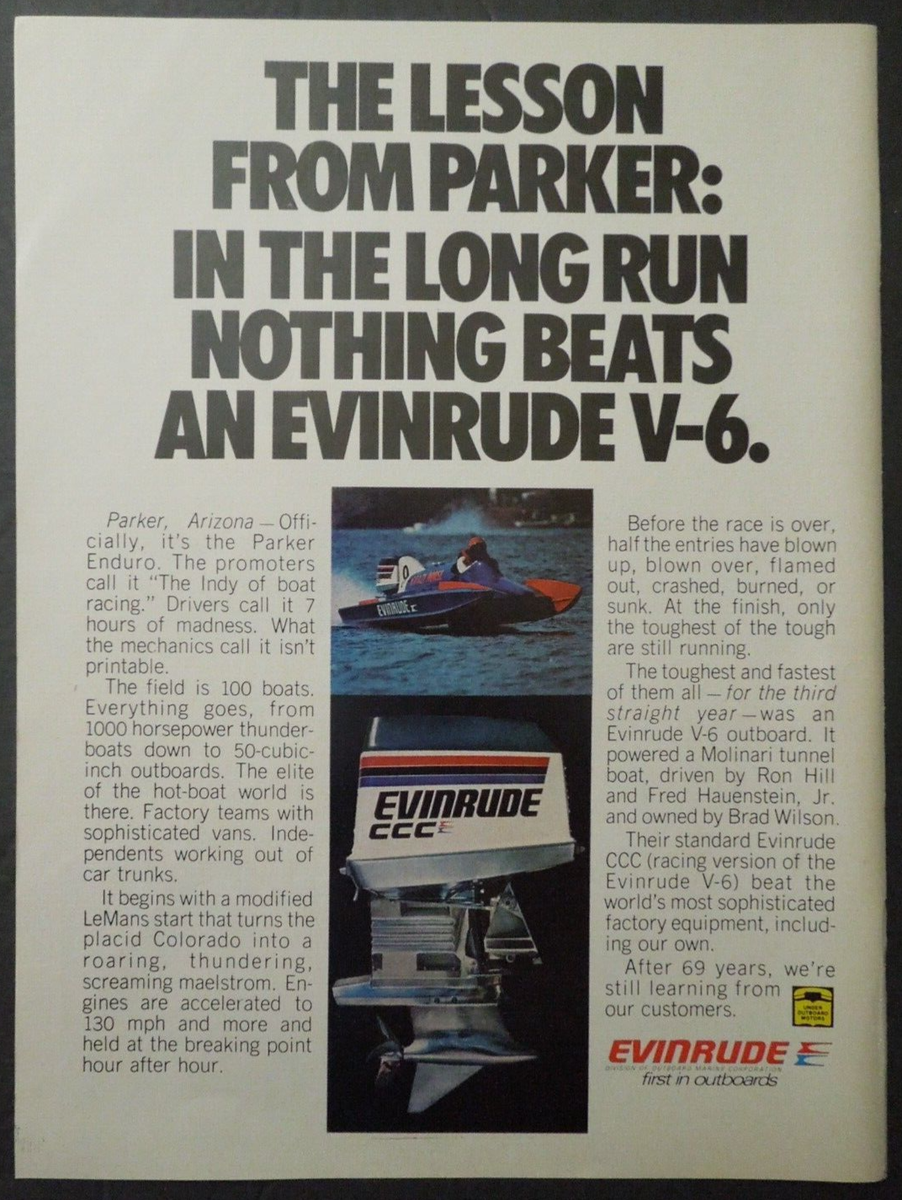 THE LESSON
FROM PARKER:
IN THE LONG RUN
NOTHING BEATS
AN EVINRUDE V-6.
Parker, Arizona – Offi-
cially, it's the Parker
Enduro. The promoters
call it "The Indy of boat
racing." Drivers call it 7
hours of madness. What
the mechanics call it isn't
printable.
The field is 100 boats.
Everything goes, from
1000 horsepower thunder-
boats down to 50-cubic-
inch outboards. The elite
of the hot-boat world is
there. Factory teams with
sophisticated vans. Inde-
pendents working out of
car trunks.
It begins with a modified
LeMans start that turns the
placid Colorado into a
roaring, thundering,
screaming maelstrom. En-
gines are accelerated to
130 mph and more and
held at the breaking point
hour after hour.
0
EVINRUDE
EVINRUDE
CCC
Before the race is over,
half the entries have blown
up, blown over, flamed
out, crashed, burned, or
sunk. At the finish, only
the toughest of the tough
are still running.
The toughest and fastest
of them all – for the third
straight year – was an
Evinrude V-6 outboard. It
powered a Molinari tunnel
boat, driven by Ron Hill
and Fred Hauenstein, Jr.
and owned by Brad Wilson.
Their standard Evinrude
CCC (racing version of the
Evinrude V-6) beat the
world's most sophisticated
factory equipment, includ-
ing our own.
After 69 years, we're
still learning from
our customers.
UNDER
OUTBOARD
MOTORS
EVINRUDE
DIVISION OF OUTBOARD MARINE CORPORATION
first in outboards